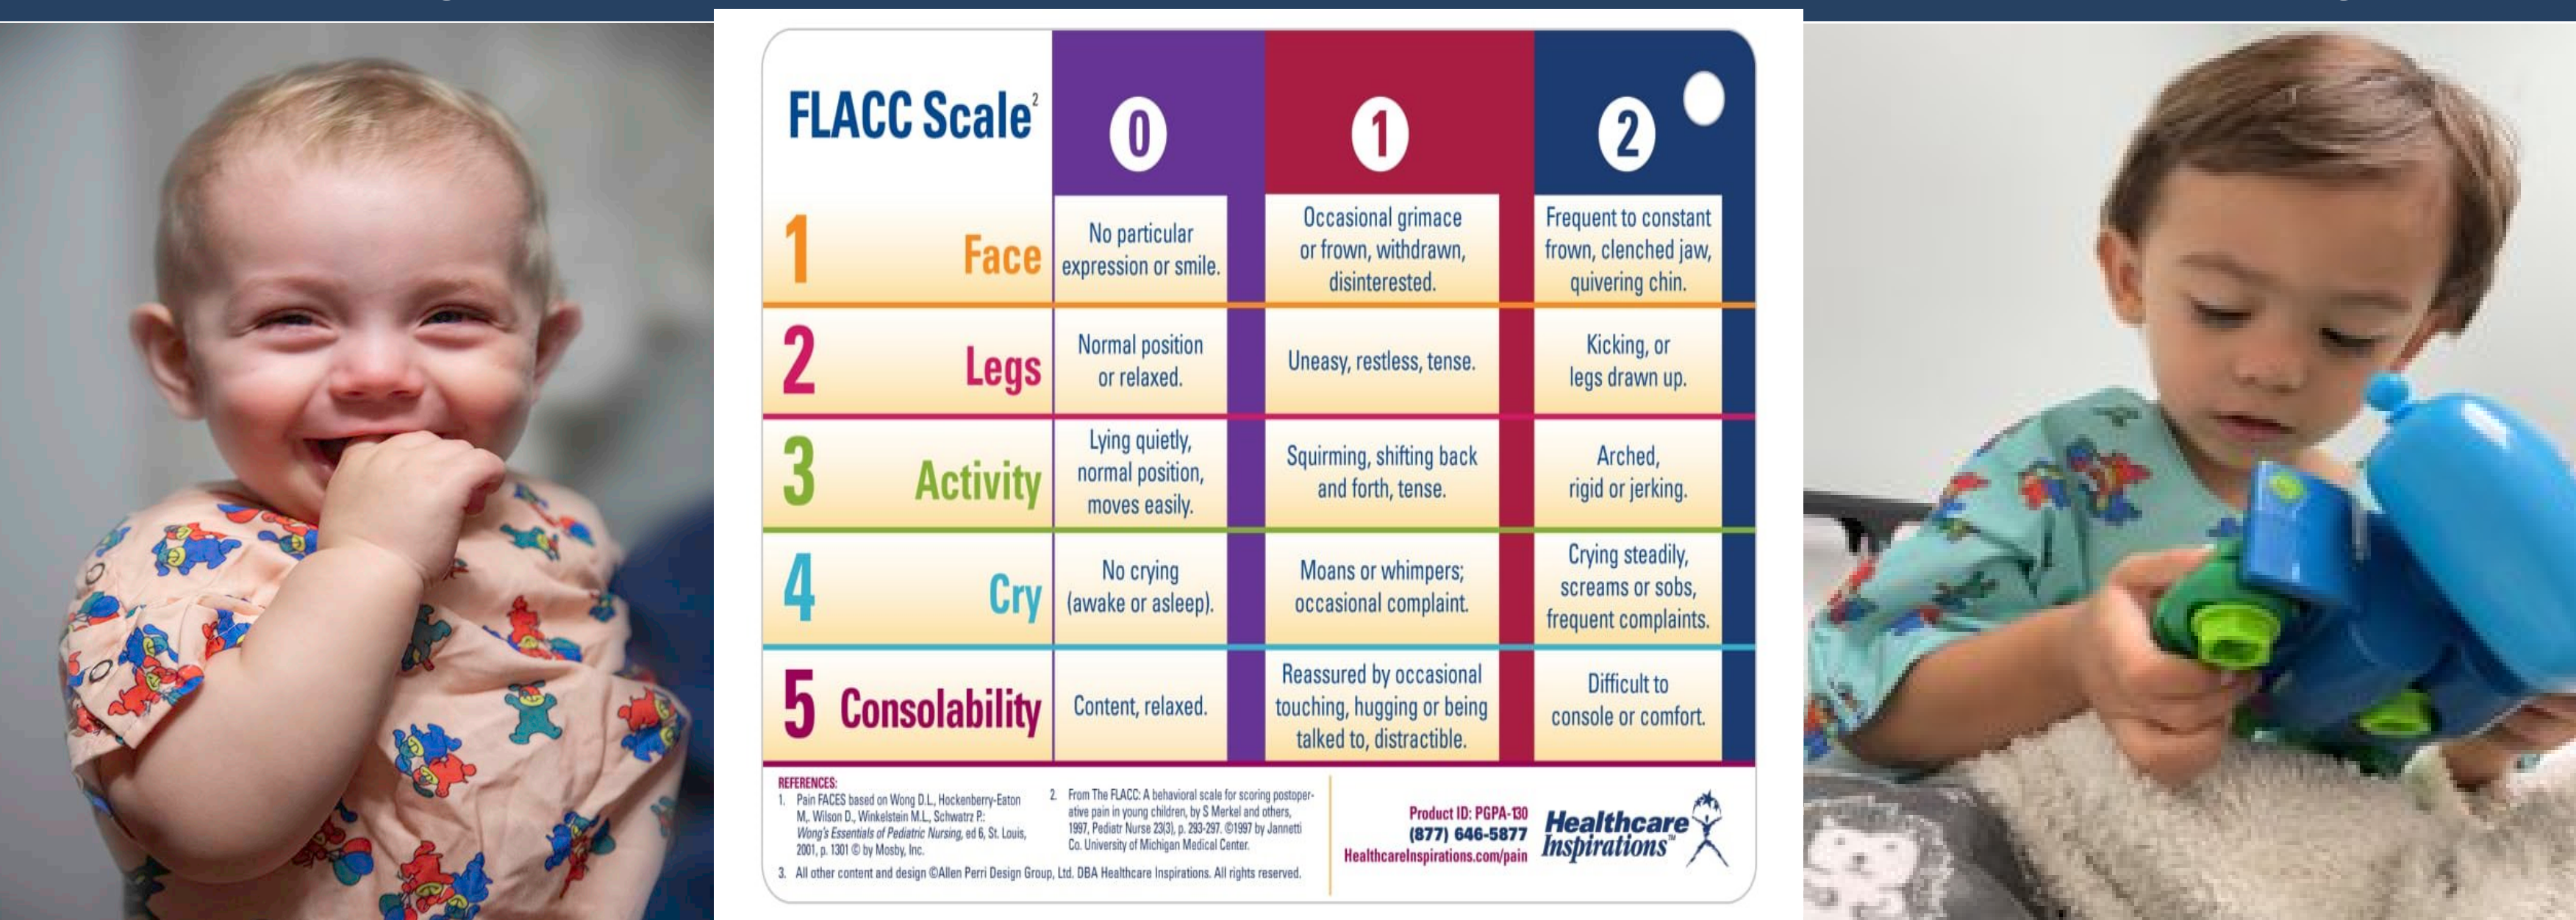 FLACC Scale2
0
1
2
1
Face
No particular
expression or smile.
Occasional grimace
or frown, withdrawn,
disinterested.
Frequent to constant
frown, clenched jaw,
quivering chin.
2
Legs
Normal position
or relaxed.
Uneasy, restless, tense.
Kicking, or
legs drawn up.
3
Activity
Lying quietly,
normal position,
moves easily.
Squirming, shifting back
and forth, tense.
Arched,
rigid or jerking.
4
Cry
No crying
(awake or asleep).
Moans or whimpers;
occasional complaint.
Crying steadily,
screams or sobs,
frequent complaints.
5
Consolability
Content, relaxed.
Reassured by occasional
touching, hugging or being
talked to, distractible.
Difficult to
console or comfort.
REFERENCES:
1. Pain FACES based on Wong D.L., Hockenberry-Eaton
M,. Wilson D., Winkelstein M.L., Schwatrz P.:
Wong's Essentials of Pediatric Nursing, ed 6, St. Louis,
2001, p. 1301 © by Mosby, Inc.
2. From The FLACC: A behavioral scale for scoring postoper-
ative pain in young children, by S Merkel and others,
1997, Pediatr Nurse 23(3), p. 293-297. ©1997 by Jannetti
Co. University of Michigan Medical Center.
3. All other content and design ©Allen Perri Design Group, Ltd. DBA Healthcare Inspirations. All rights reserved.
Product ID: PGPA-130
(877) 646-5877
HealthcareInspirations.com/pain
Healthcare
Inspirations™